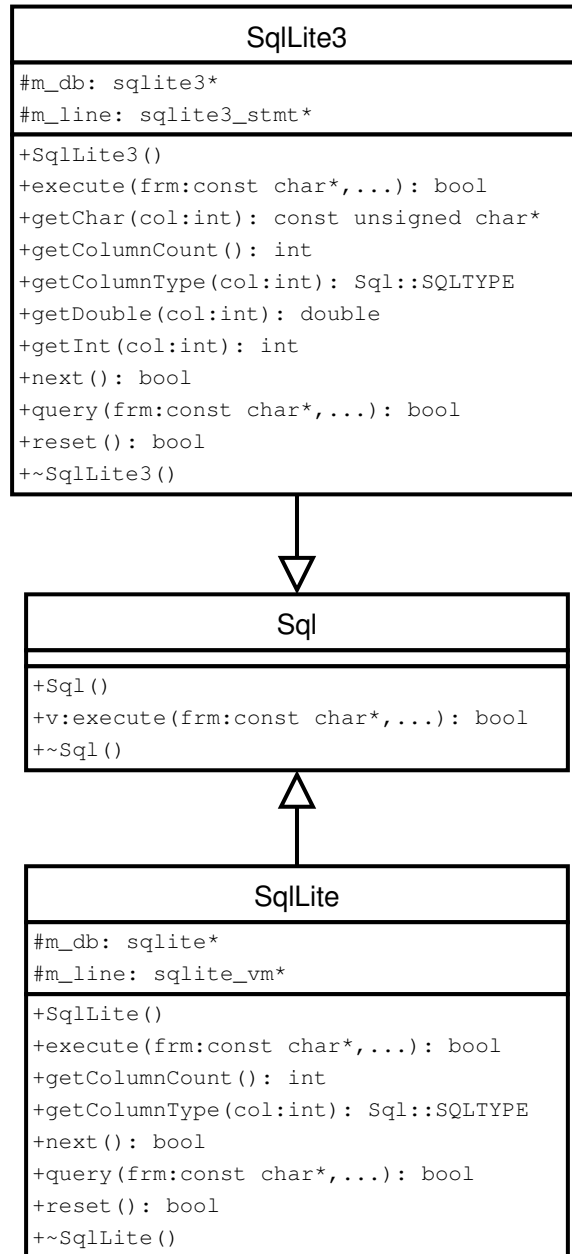 SqlLite3
#m_db: sqlite3*
#m_line: sqlite3_stmt*
+SqlLite3()
+execute(frm:const char*,...): bool
+getChar(col:int): const unsigned char*
+getColumnCount(): int
+getColumnType(col:int): Sql::SQLTYPE
+getDouble(col:int): double
+getInt(col:int): int
+next(): bool
+query(frm:const char*,...): bool
+reset(): bool
+~SqlLite3()
Sql
+Sql()
+v:execute(frm:const char*,...): bool
+~Sql()
SqlLite
#m_db: sqlite*
#m_line: sqlite_vm*
+SqlLite()
+execute(frm:const char*,...): bool
+getColumnCount(): int
+getColumnType(col:int): Sql::SQLTYPE
+next(): bool
+query(frm:const char*,...): bool
+reset(): bool
+~SqlLite()